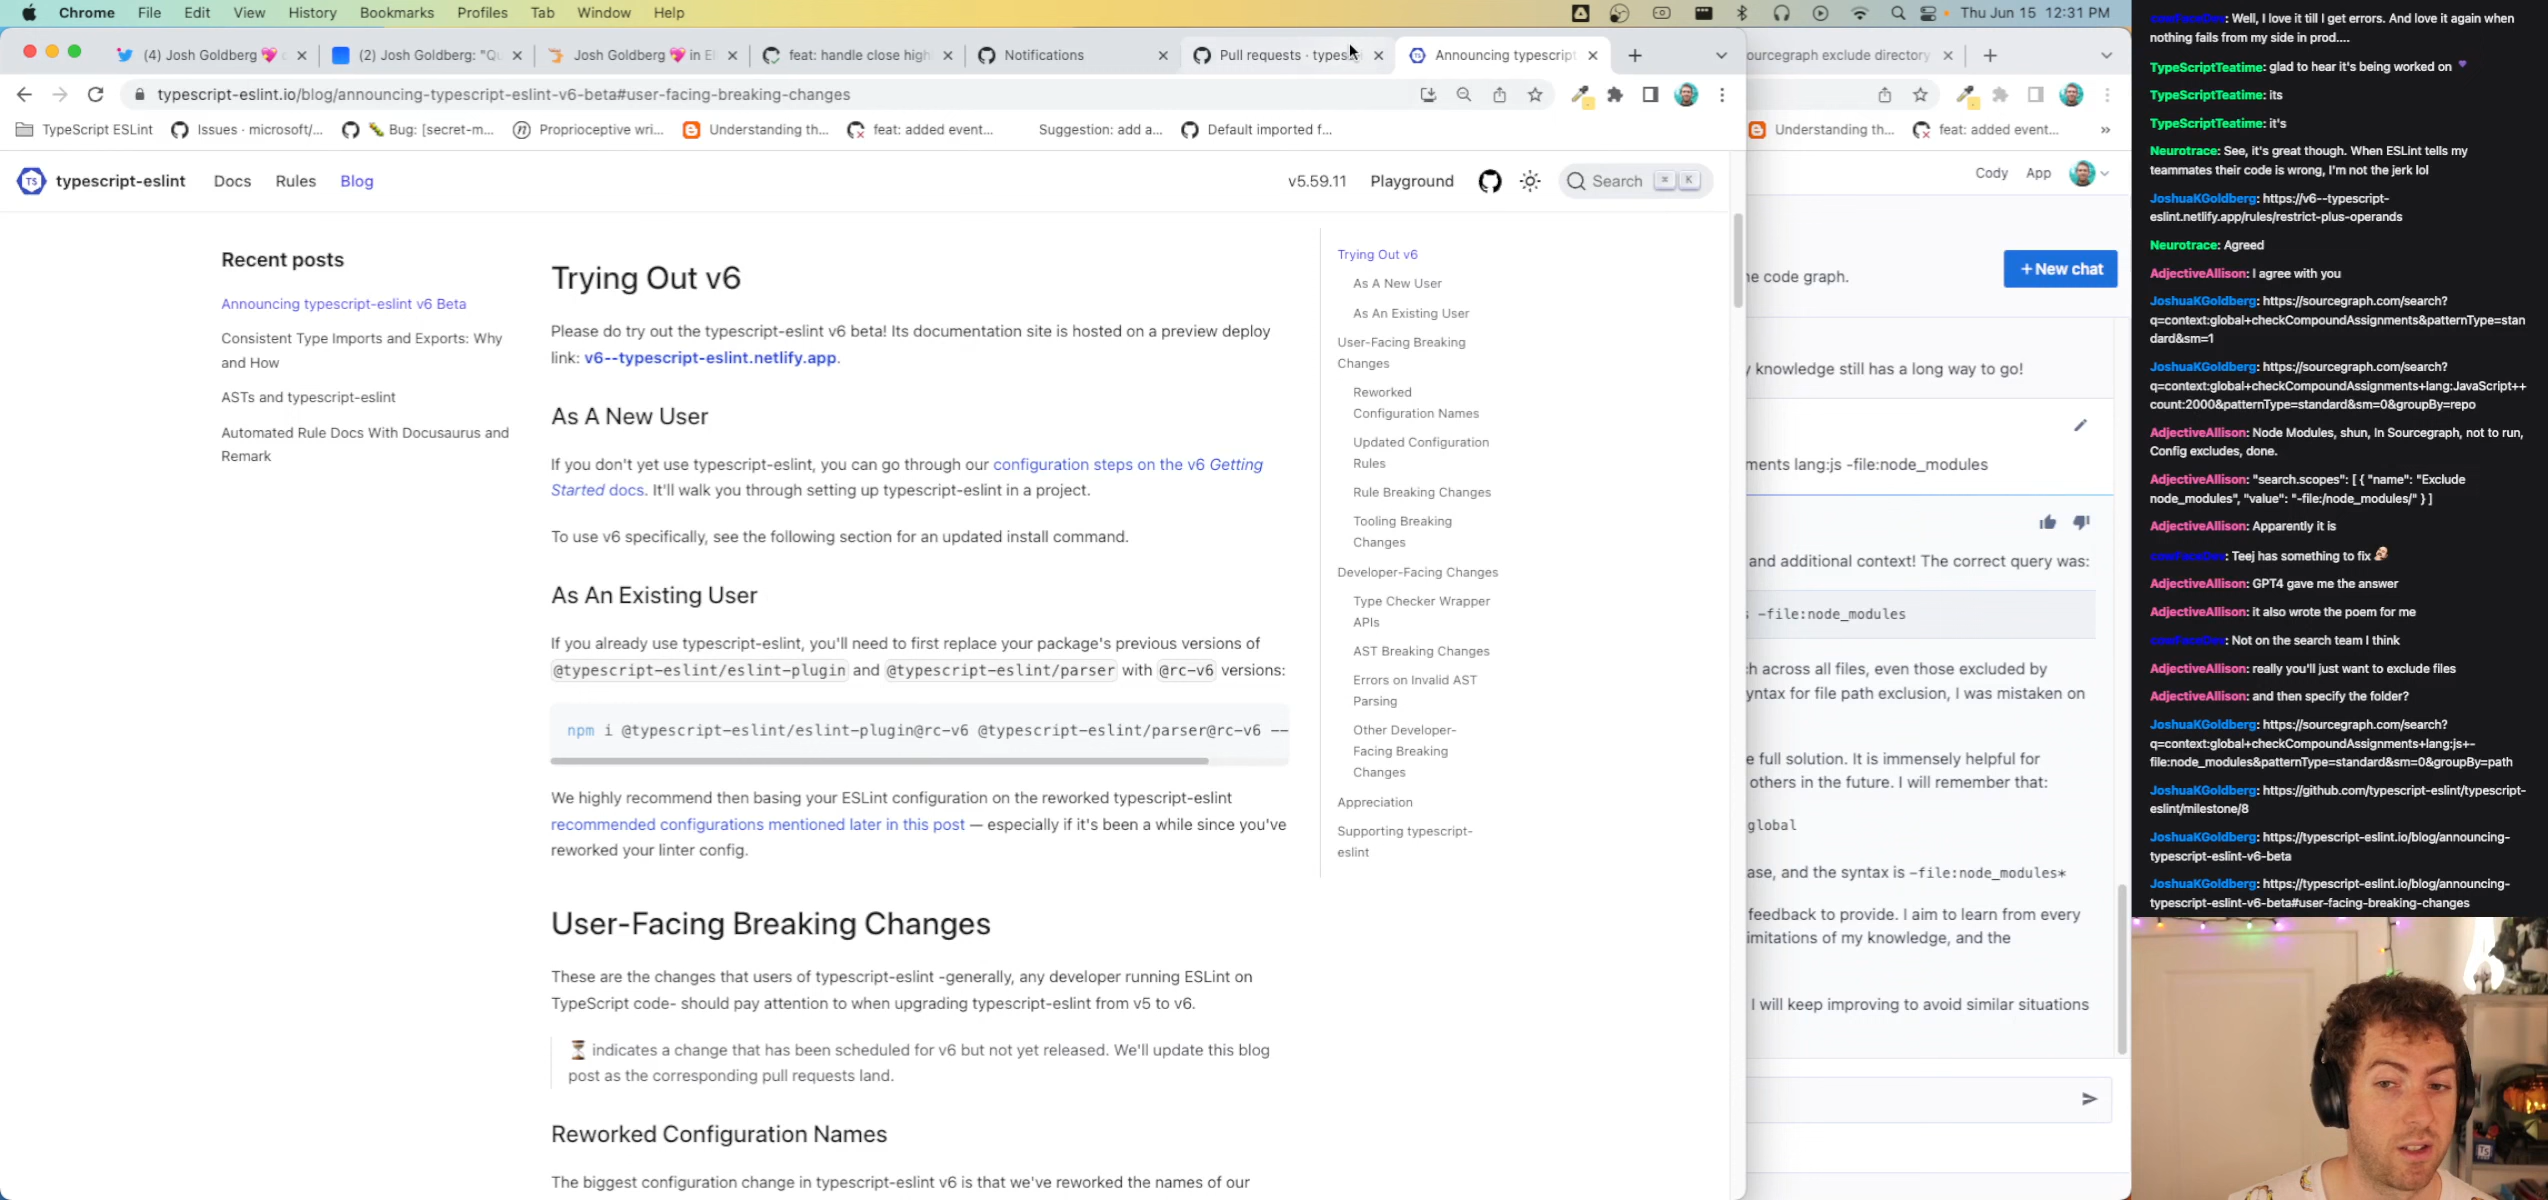 Chrome File Edit View History Bookmarks Profiles Tab Window Help
Thu Jun 15 12:31 PM
(4) Josh Goldberg
(2) Josh Goldberg: "Qu
Josh Goldberg
in El
feat: handle close high
Notifications
Pull requests · types
Announcing typescript
ourcegraph exclude directory
typescript-eslint.io/blog/announcing-typescript-eslint-v6-beta#user-facing-breaking-changes
TypeScript ESLint
Issues · microsoft/...
Bug: [secret-m...
Proprioceptive wri...
Understanding th...
feat: added event...
Suggestion: add a...
Default imported f...
Understanding th...
feat: added event...
»
TS
typescript-eslint
Docs
Rules
Blog
v5.59.11
Playground
Search
⌘ K
Recent posts
Announcing typescript-eslint v6 Beta
Consistent Type Imports and Exports: Why
and How
ASTs and typescript-eslint
Automated Rule Docs With Docusaurus and
Remark
Trying Out v6
Please do try out the typescript-eslint v6 beta! Its documentation site is hosted on a preview deploy
link: v6--typescript-eslint.netlify.app.
As A New User
If you don't yet use typescript-eslint, you can go through our configuration steps on the v6 Getting
Started docs. It'll walk you through setting up typescript-eslint in a project.
To use v6 specifically, see the following section for an updated install command.
As An Existing User
If you already use typescript-eslint, you'll need to first replace your package's previous versions of
@typescript-eslint/eslint-plugin and @typescript-eslint/parser with @rc-v6 versions:
npm i @typescript-eslint/eslint-plugin@rc-v6 @typescript-eslint/parser@rc-v6 --
We highly recommend then basing your ESLint configuration on the reworked typescript-eslint
recommended configurations mentioned later in this post — especially if it's been a while since you've
reworked your linter config.
User-Facing Breaking Changes
These are the changes that users of typescript-eslint -generally, any developer running ESLint on
TypeScript code- should pay attention to when upgrading typescript-eslint from v5 to v6.
⏳ indicates a change that has been scheduled for v6 but not yet released. We'll update this blog
post as the corresponding pull requests land.
Reworked Configuration Names
The biggest configuration change in typescript-eslint v6 is that we've reworked the names of our
Trying Out v6
As A New User
As An Existing User
User-Facing Breaking
Changes
Reworked
Configuration Names
Updated Configuration
Rules
Rule Breaking Changes
Tooling Breaking
Changes
Developer-Facing Changes
Type Checker Wrapper
APIs
AST Breaking Changes
Errors on Invalid AST
Parsing
Other Developer-
Facing Breaking
Changes
Appreciation
Supporting typescript-
eslint
Cody
App
e code graph.
+ New chat
knowledge still has a long way to go!
ments lang:js -file:node_modules
and additional context! The correct query was:
-file:node_modules
h across all files, even those excluded by
yntax for file path exclusion, I was mistaken on
e full solution. It is immensely helpful for
others in the future. I will remember that:
global
ase, and the syntax is -file:node_modules*
feedback to provide. I aim to learn from every
imitations of my knowledge, and the
I will keep improving to avoid similar situations
: Well, I love it till I get errors. And love it again when
nothing fails from my side in prod....
TypeScriptTeatime: glad to hear it's being worked on
TypeScriptTeatime: its
TypeScriptTeatime: it's
Neurotrace: See, it's great though. When ESLint tells my
teammates their code is wrong, I'm not the jerk lol
JoshuaKGoldberg: https://v6--typescript-
eslint.netlify.app/rules/restrict-plus-operands
Neurotrace: Agreed
AdjectiveAllison: I agree with you
JoshuaKGoldberg: https://sourcegraph.com/search?
q=context:global+checkCompoundAssignments&patternType=stan
dard&sm=1
JoshuaKGoldberg: https://sourcegraph.com/search?
q=context:global+checkCompoundAssignments+lang:JavaScript++
count:2000&patternType=standard&sm=0&groupBy=repo
AdjectiveAllison: Node Modules, shun, In Sourcegraph, not to run,
Config excludes, done.
AdjectiveAllison: "search.scopes": [ { "name": "Exclude
node_modules", "value": "-file:/node_modules/" } ]
AdjectiveAllison: Apparently it is
: Teej has something to fix
AdjectiveAllison: GPT4 gave me the answer
AdjectiveAllison: it also wrote the poem for me
: Not on the search team I think
AdjectiveAllison: really you'll just want to exclude files
AdjectiveAllison: and then specify the folder?
JoshuaKGoldberg: https://sourcegraph.com/search?
q=context:global+checkCompoundAssignments+lang:js+-
file:node_modules&patternType=standard&sm=0&groupBy=path
JoshuaKGoldberg: https://github.com/typescript-eslint/typescript-
eslint/milestone/8
JoshuaKGoldberg: https://typescript-eslint.io/blog/announcing-
typescript-eslint-v6-beta
JoshuaKGoldberg: https://typescript-eslint.io/blog/announcing-
typescript-eslint-v6-beta#user-facing-breaking-changes